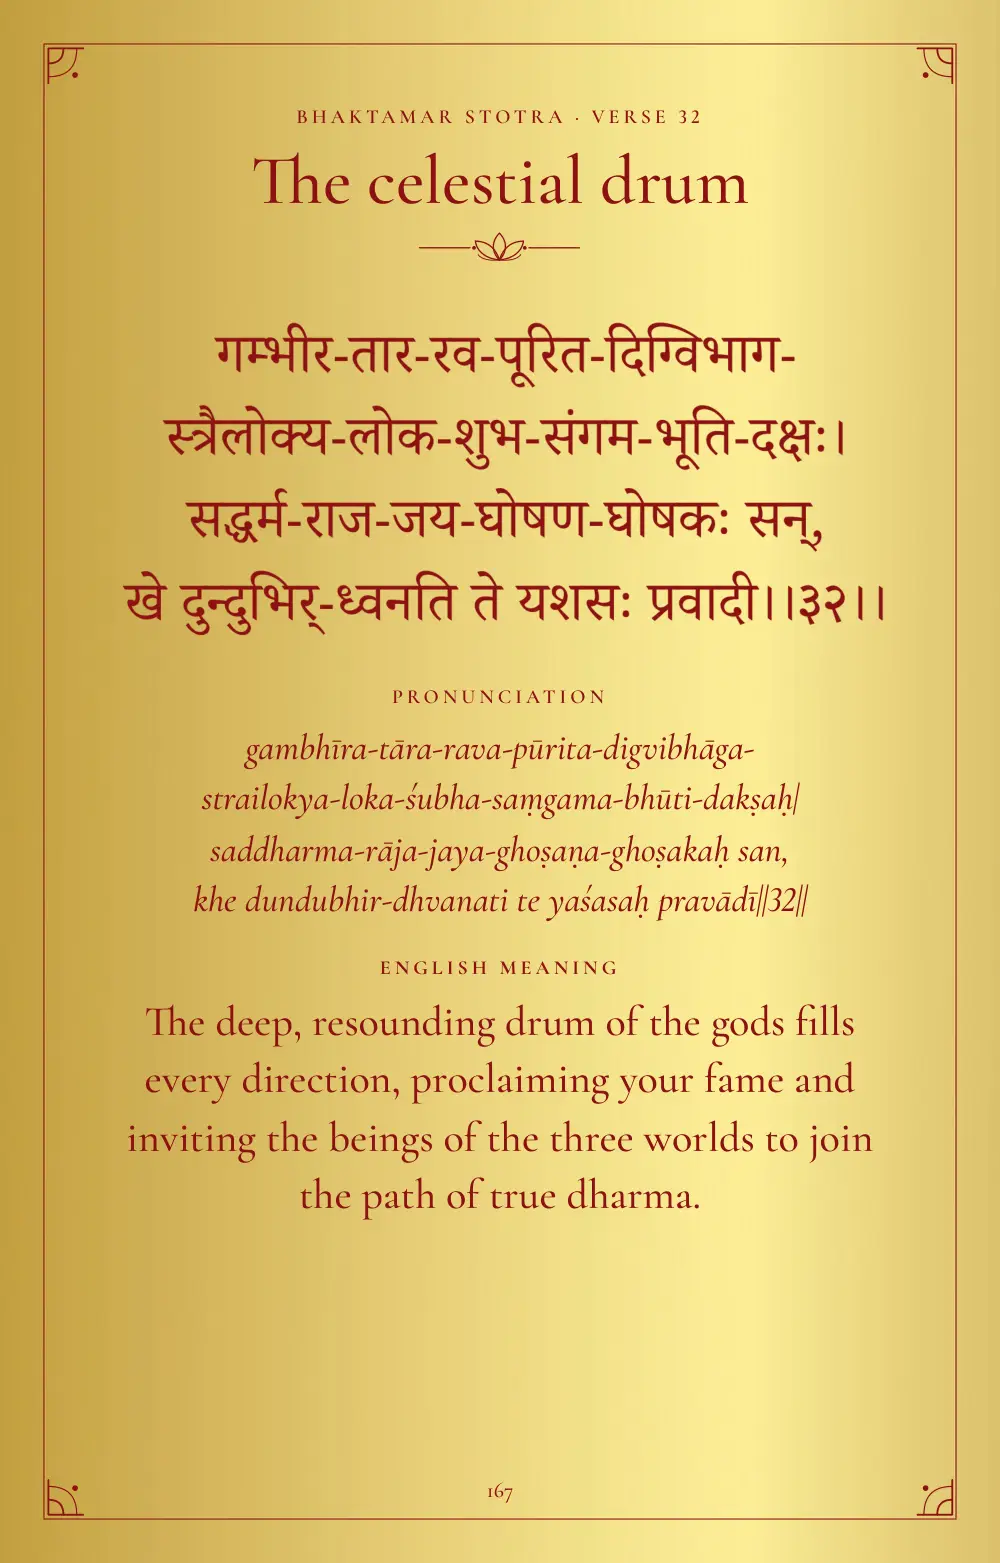 BHAKTAMAR STOTRA · VERSE 32
The celestial drum
गम्भीर-तार-रव-पूरित-दिग्विभाग-
स्त्रैलोक्य-लोक-शुभ-संगम-भूति-दक्षः।
सद्धर्म-राज-जय-घोषण-घोषकः सन्,
खे दुन्दुभिर्-ध्वनति ते यशसः प्रवादी।।३२।।
PRONUNCIATION
gambhīra-tāra-rava-pūrita-digvibhāga-
strailokya-loka-śubha-saṃgama-bhūti-dakṣaḥ|
saddharma-rāja-jaya-ghoṣaṇa-ghoṣakaḥ san,
khe dundubhir-dhvanati te yaśasaḥ pravādī||32||
ENGLISH MEANING
The deep, resounding drum of the gods fills
every direction, proclaiming your fame and
inviting the beings of the three worlds to join
the path of true dharma.
167